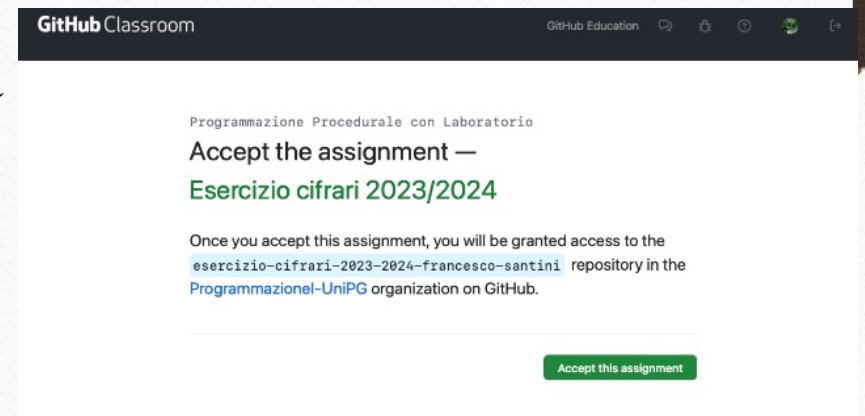 GitHub Classroom
GitHub Education
Programmazione Procedurale con Laboratorio
Accept the assignment —
Esercizio cifrari 2023/2024
Once you accept this assignment, you will be granted access to the
esercizio-cifrari-2023-2024-francesco-santini repository in the
ProgrammazioneI-UniPG organization on GitHub.
Accept this assignment